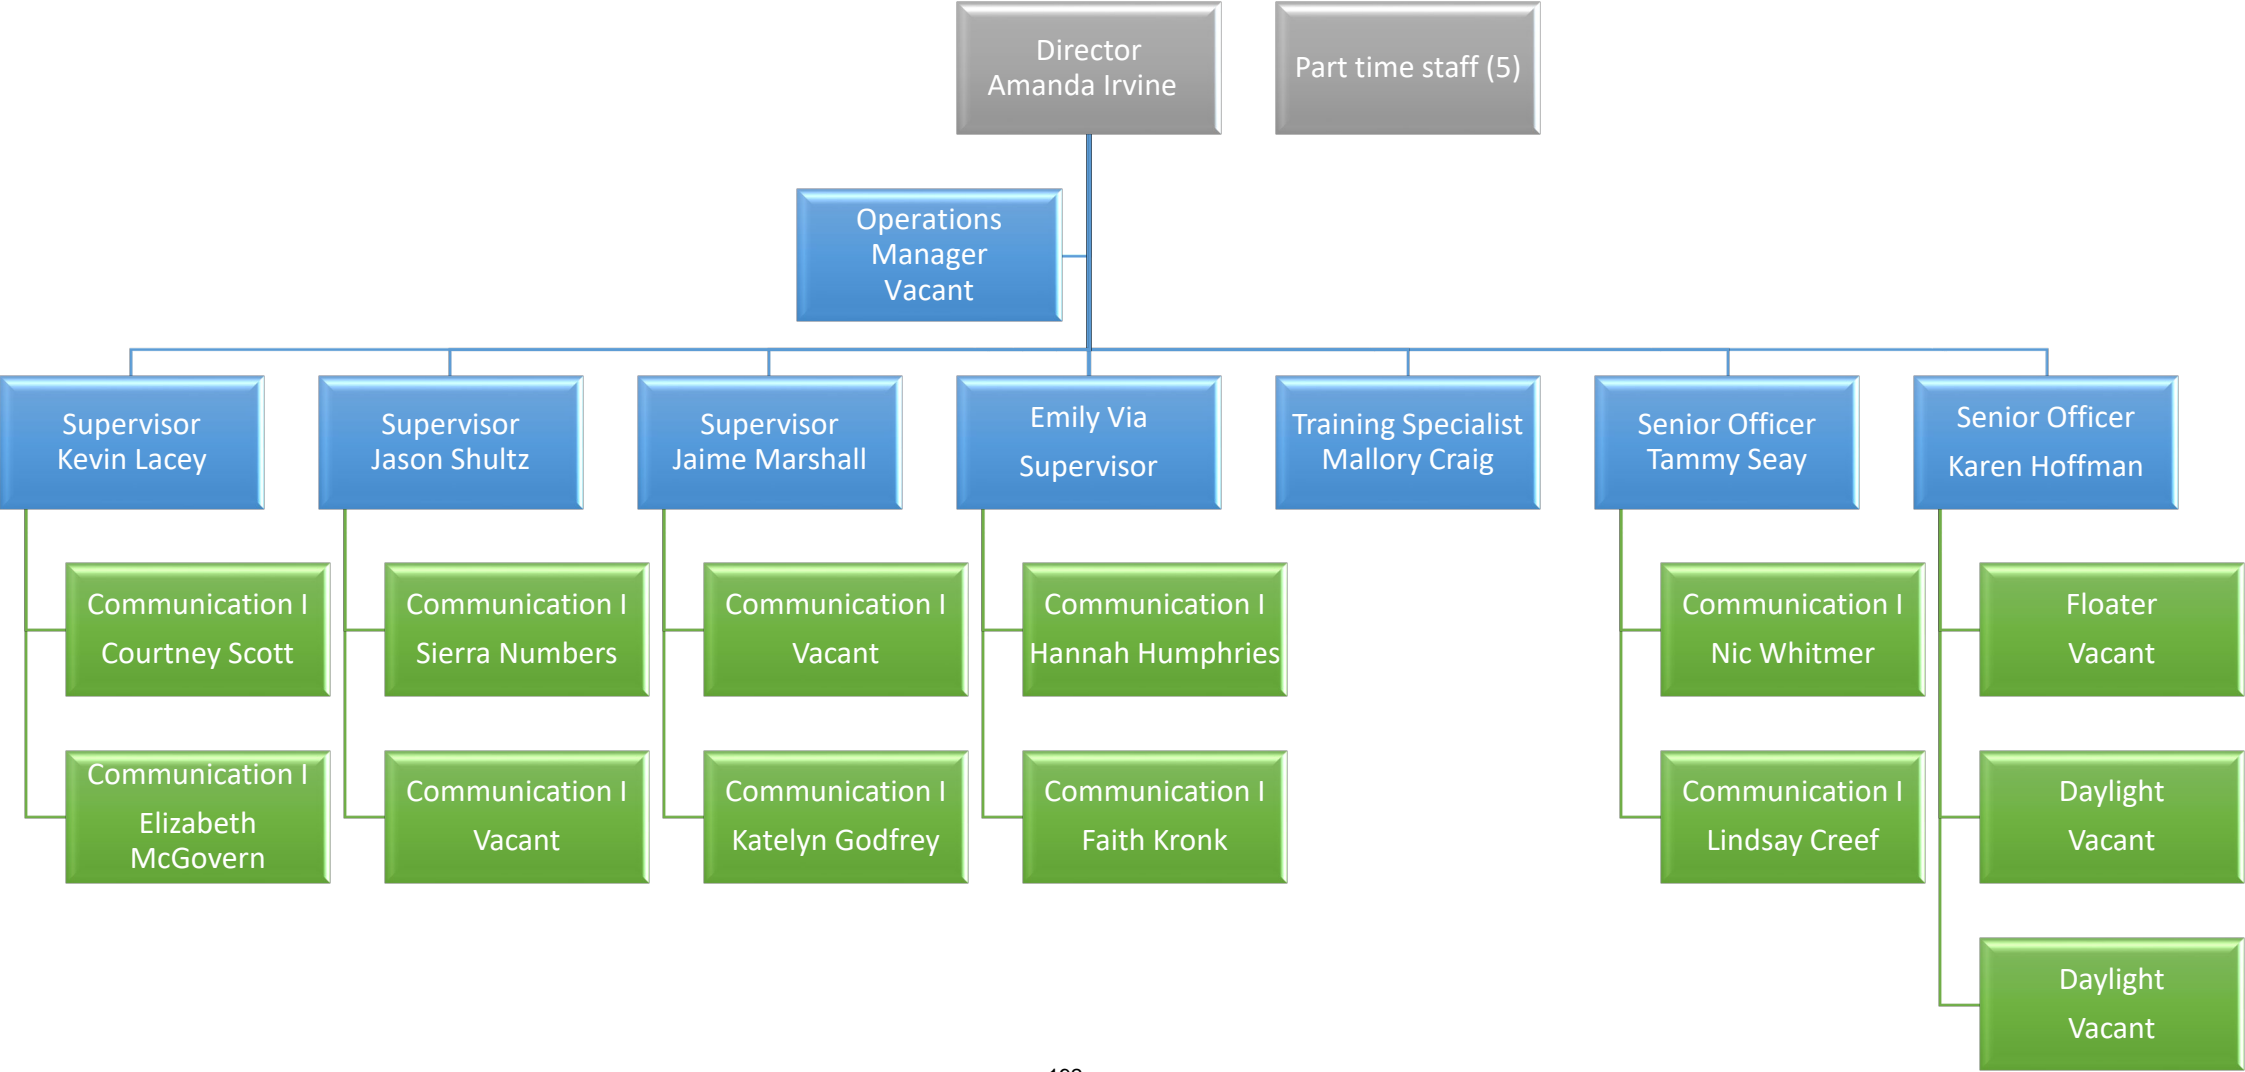 Director
Amanda Irvine
Part time staff (5)
Operations
Manager
Vacant
Supervisor
Kevin Lacey
Supervisor
Jason Shultz
Supervisor
Jaime Marshall
Emily Via
Supervisor
Training Specialist
Mallory Craig
Senior Officer
Tammy Seay
Senior Officer
Karen Hoffman
Communication I
Courtney Scott
Communication I
Sierra Numbers
Communication I
Vacant
Communication I
Hannah Humphries
Communication I
Nic Whitmer
Floater
Vacant
Communication I
Elizabeth
McGovern
Communication I
Vacant
Communication I
Katelyn Godfrey
Communication I
Faith Kronk
Communication I
Lindsay Creef
Daylight
Vacant
Daylight
Vacant